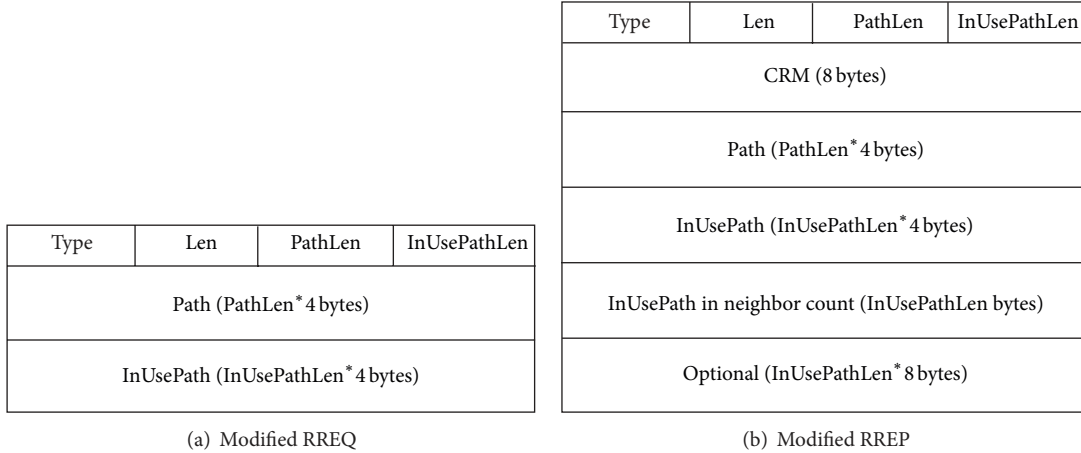 Type Len PathLen InUsePathLen
Path (PathLen* 4 bytes)
InUsePath (InUsePathLen* 4 bytes)
(a) Modified RREQ
Type Len PathLen InUsePathLen
CRM (8 bytes)
Path (PathLen* 4 bytes)
InUsePath (InUsePathLen* 4 bytes)
InUsePath in neighbor count (InUsePathLen bytes)
Optional (InUsePathLen* 8 bytes)
(b) Modified RREP